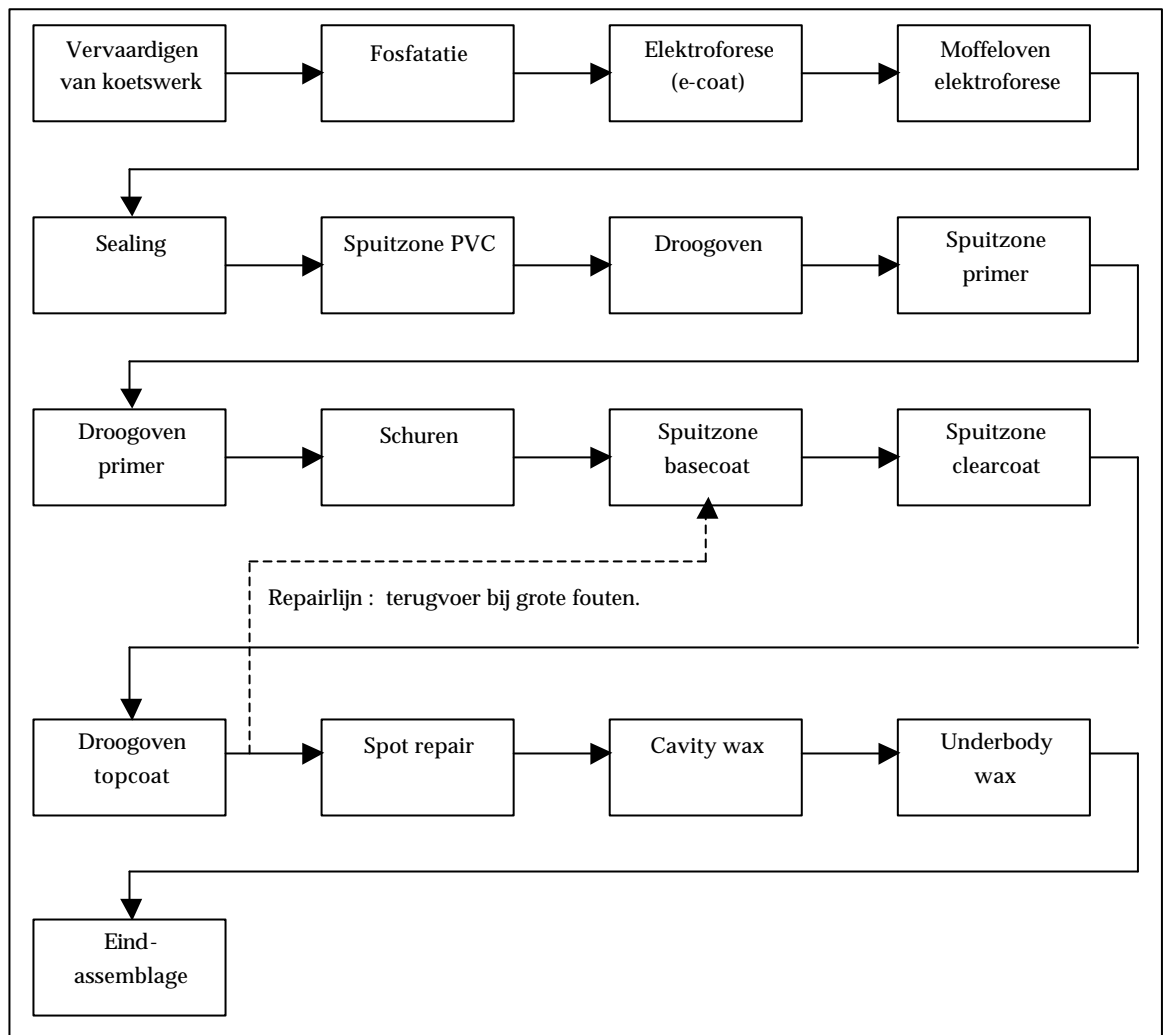 Vervaardigen
van koetswerk
Fosfatatie
Elektroforese
(e-coat)
Moffeloven
elektroforese
Sealing
Spuitzone PVC
Droogoven
Spuitzone
primer
Droogoven
primer
Schuren
Spuitzone
basecoat
Spuitzone
clearcoat
Repairlijn : terugvoer bij grote fouten.
Droogoven
topcoat
Spot repair
Cavity wax
Underbody
wax
Eind-
assemblage